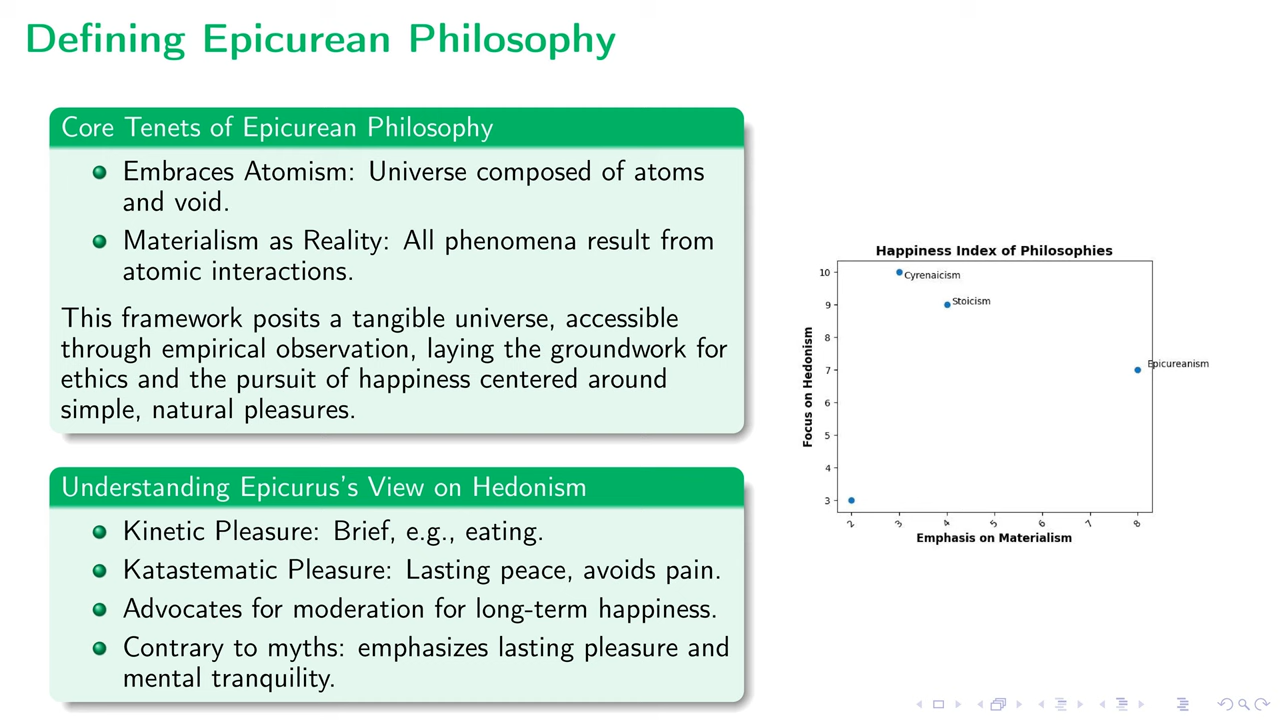 Defining Epicurean Philosophy
Core Tenets of Epicurean Philosophy
Embraces Atomism: Universe composed of atoms
and void.
Materialism as Reality: All phenomena result from
atomic interactions.
This framework posits a tangible universe, accessible
through empirical observation, laying the groundwork for
ethics and the pursuit of happiness centered around
simple, natural pleasures.
Understanding Epicurus's View on Hedonism
Kinetic Pleasure: Brief, e.g., eating.
Katastematic Pleasure: Lasting peace, avoids pain.
Advocates for moderation for long-term happiness.
Contrary to myths: emphasizes lasting pleasure and
mental tranquility.
Happiness Index of Philosophies
Focus on Hedonism
10
9
8
7
6
5
4
3
Cyrenaicism
Stoicism
Epicureanism
2 3 4 5 6 7 8
Emphasis on Materialism